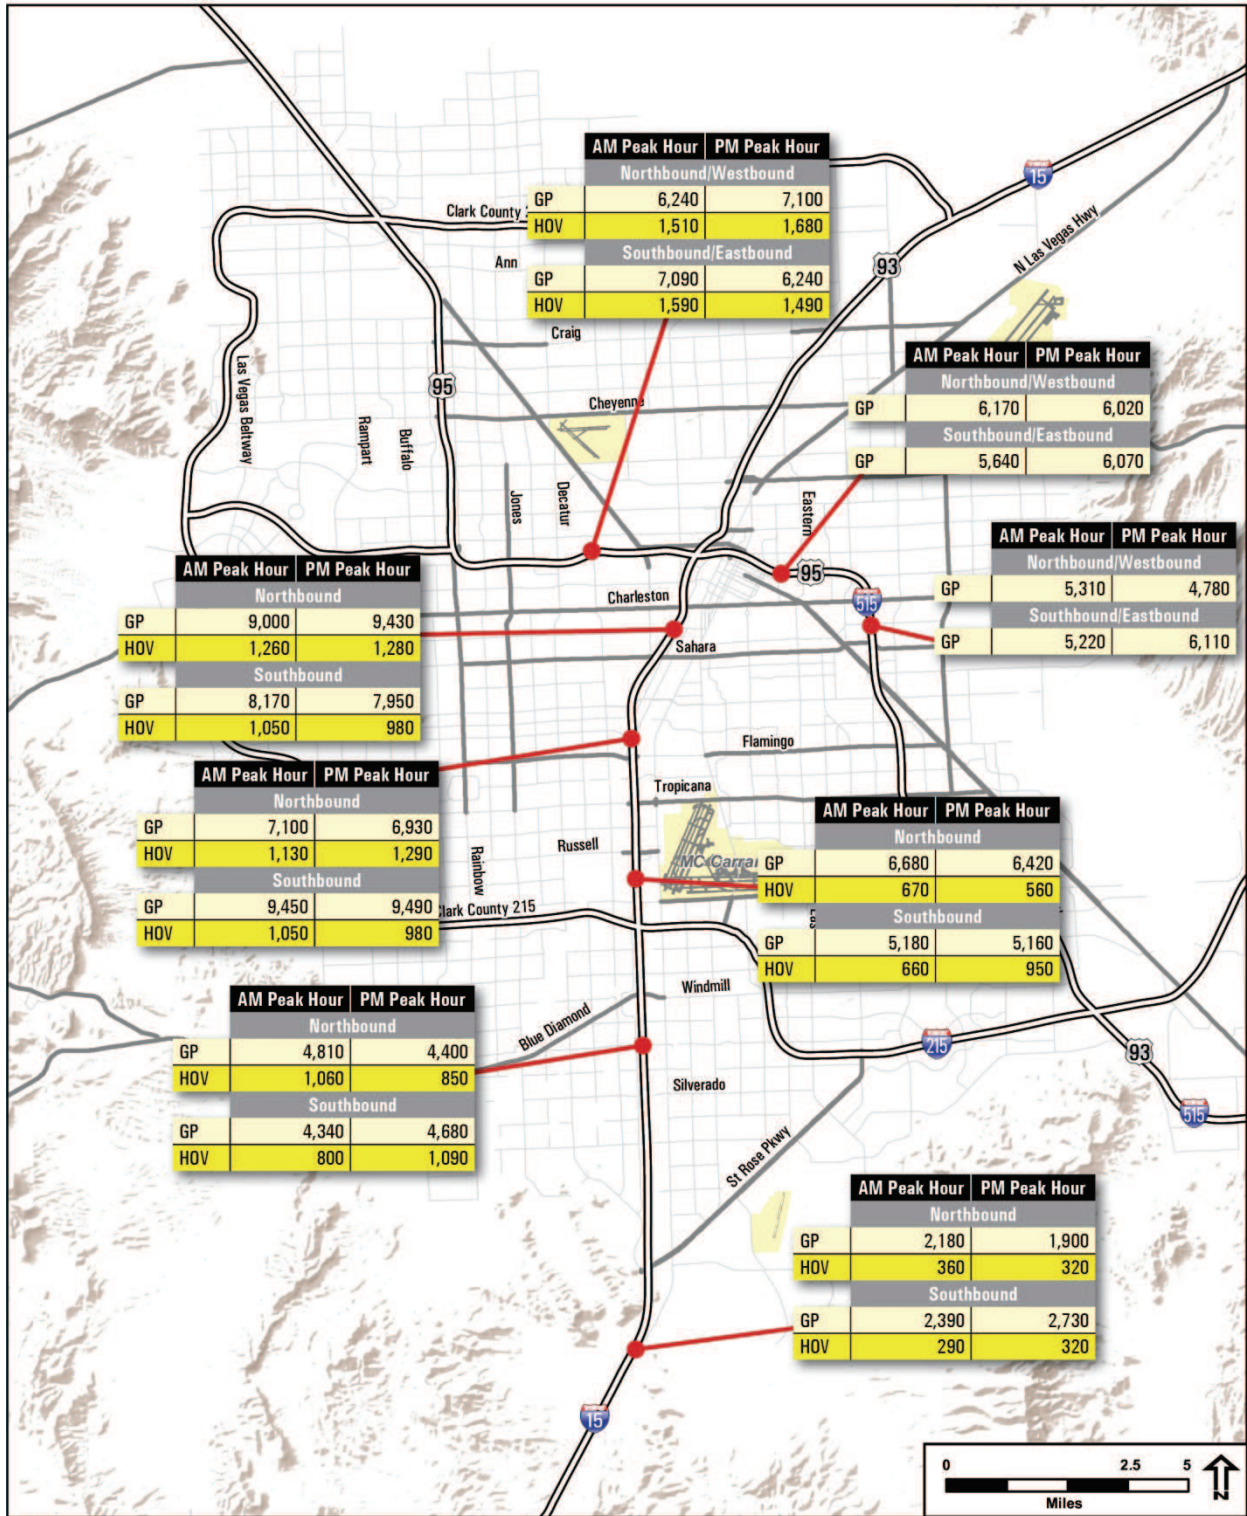 AM Peak Hour PM Peak Hour
Northbound/Westbound
GP 6,240 7,100
HOV 1,510 1,680
Southbound/Eastbound
GP 7,090 6,240
HOV 1,590 1,490
15
Clark County
N Las Vegas Hwy
Ann
93
Craig
AM Peak Hour PM Peak Hour
Northbound/Westbound
GP 6,170 6,020
Southbound/Eastbound
GP 5,640 6,070
Las Vegas Beltway
95
Cheyenne
Rampart
Buffalo
Jones
Decatur
Eastern
AM Peak Hour PM Peak Hour
Northbound/Westbound
GP 5,310 4,780
Southbound/Eastbound
GP 5,220 6,110
95
515
Charleston
Sahara
AM Peak Hour PM Peak Hour
Northbound
GP 9,000 9,430
HOV 1,260 1,280
Southbound
GP 8,170 7,950
HOV 1,050 980
Flamingo
Tropicana
AM Peak Hour PM Peak Hour
Northbound
GP 7,100 6,930
HOV 1,130 1,290
Southbound
GP 9,450 9,490
HOV 1,050 980
Rainbow
Russell
MC Carran
AM Peak Hour PM Peak Hour
Northbound
GP 6,680 6,420
HOV 670 560
Southbound
GP 5,180 5,160
HOV 660 950
Clark County 215
Windmill
Blue Diamond
AM Peak Hour PM Peak Hour
Northbound
GP 4,810 4,400
HOV 1,060 850
Southbound
GP 4,340 4,680
HOV 800 1,090
215
93
515
Silverado
St Rose Pkwy
AM Peak Hour PM Peak Hour
Northbound
GP 2,180 1,900
HOV 360 320
Southbound
GP 2,390 2,730
HOV 290 320
15
0 2.5 5
Miles
N